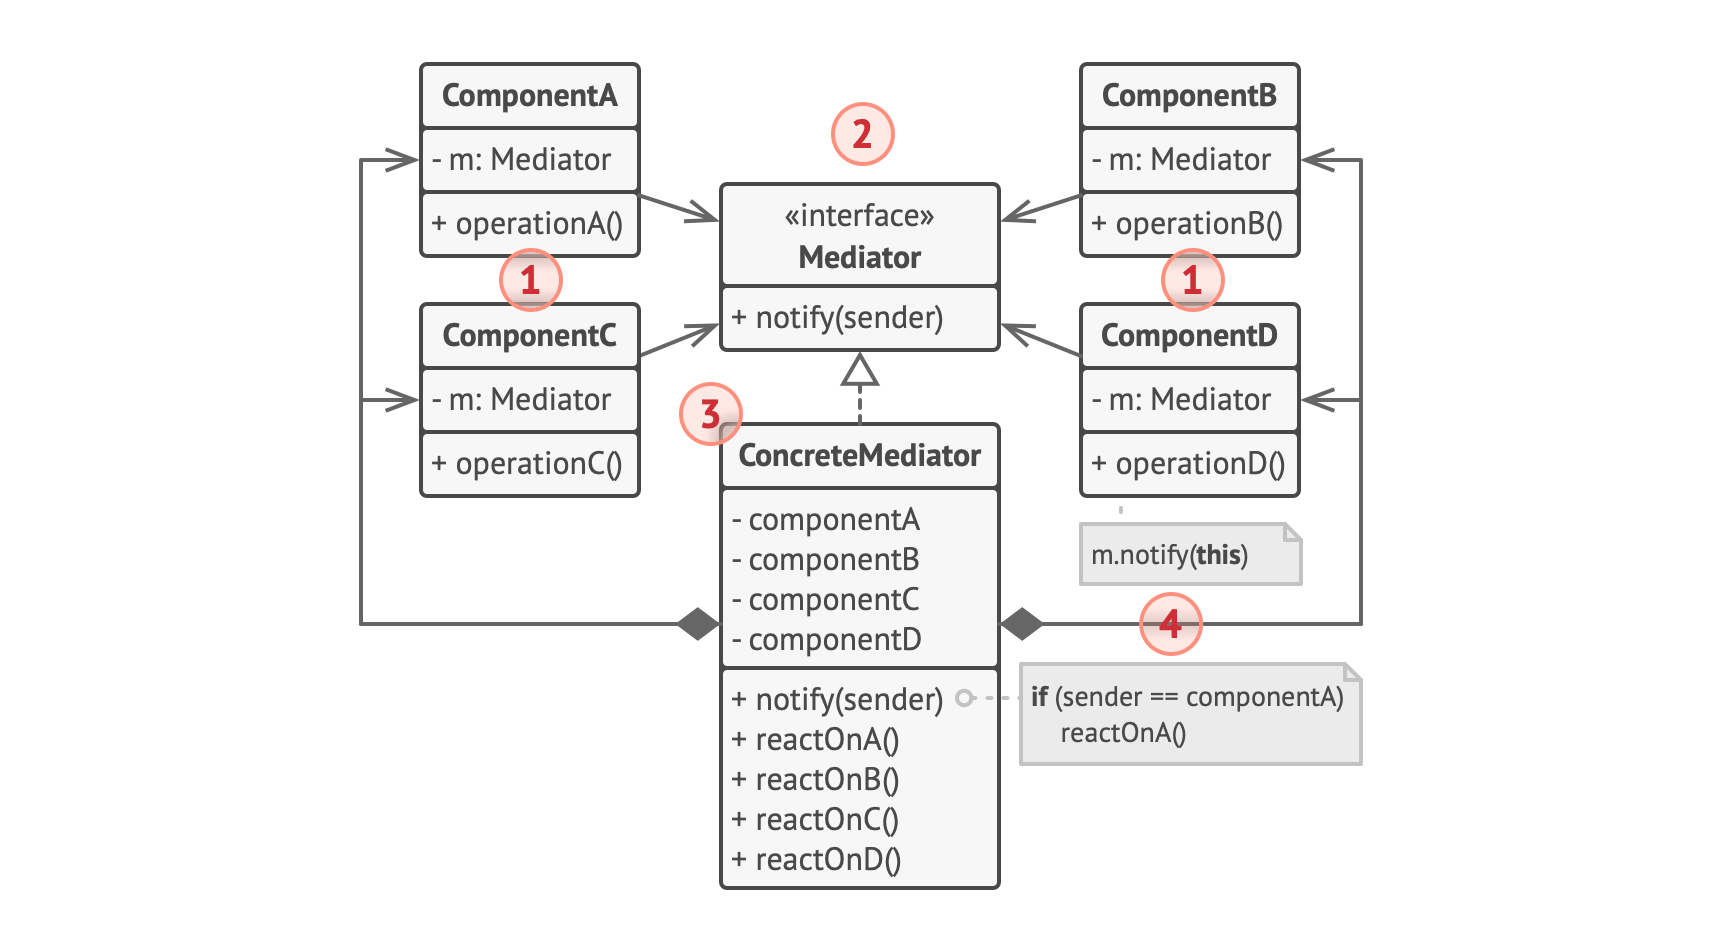 ComponentA
- m: Mediator
+ operationA()
1
ComponentC
- m: Mediator
+ operationC()
2
«interface»
Mediator
+ notify(sender)
3
ConcreteMediator
- componentA
- componentB
- componentC
- componentD
+ notify(sender)
+ reactOnA()
+ reactOnB()
+ reactOnC()
+ reactOnD()
ComponentB
- m: Mediator
+ operationB()
1
ComponentD
- m: Mediator
+ operationD()
m.notify(this)
4
if (sender == componentA)
reactOnA()